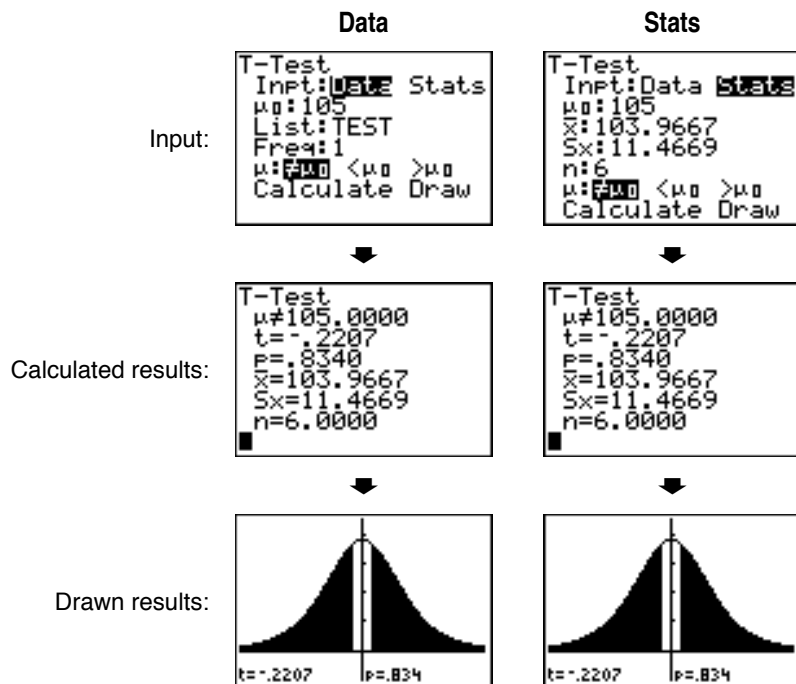 Data
Stats
Input:
T-Test
Inpt:Data Stats
μ0:105
List:TEST
Freq:1
μ:≠μ0 <μ0 >μ0
Calculate Draw
T-Test
Inpt:Data Stats
μ0:105
x̄:103.9667
Sx:11.4669
n:6
μ:≠μ0 <μ0 >μ0
Calculate Draw
Calculated results:
T-Test
μ≠105.0000
t=-.2207
p=.8340
x̄=103.9667
Sx=11.4669
n=6.0000
T-Test
μ≠105.0000
t=-.2207
p=.8340
x̄=103.9667
Sx=11.4669
n=6.0000
Drawn results:
t=-.2207 p=.834
t=-.2207 p=.834